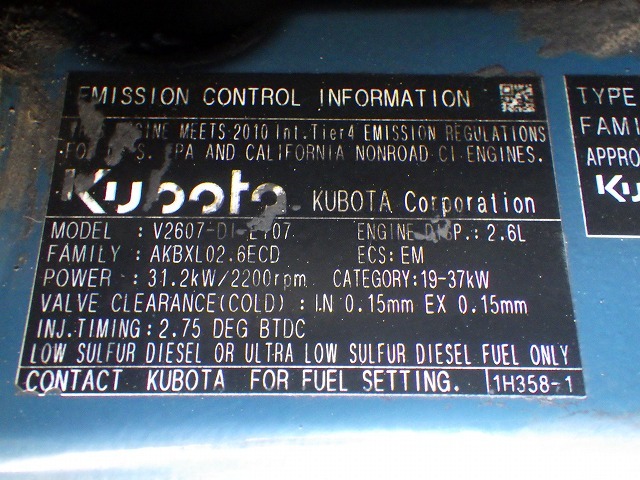 EMISSION CONTROL INFORMATION
MEETS 2010 Int.Tier4 EMISSION REGULATIONS
AND CALIFORNIA NONROAD CI ENGINES.
Kubota KUBOTA Corporation
MODEL : V2607-DI-E107 ENGINE DISP.: 2.6L
FAMILY : AKBXL02.6ECD ECS: EM
POWER : 31.2kW/2200rpm CATEGORY: 19-37kW
VALVE CLEARANCE(COLD) : IN 0.15mm EX 0.15mm
INJ.TIMING: 2.75 DEG BTDC
LOW SULFUR DIESEL OR ULTRA LOW SULFUR DIESEL FUEL ONLY
CONTACT KUBOTA FOR FUEL SETTING. 1H358-1
TYPE
FAMI
APPRO
Ku